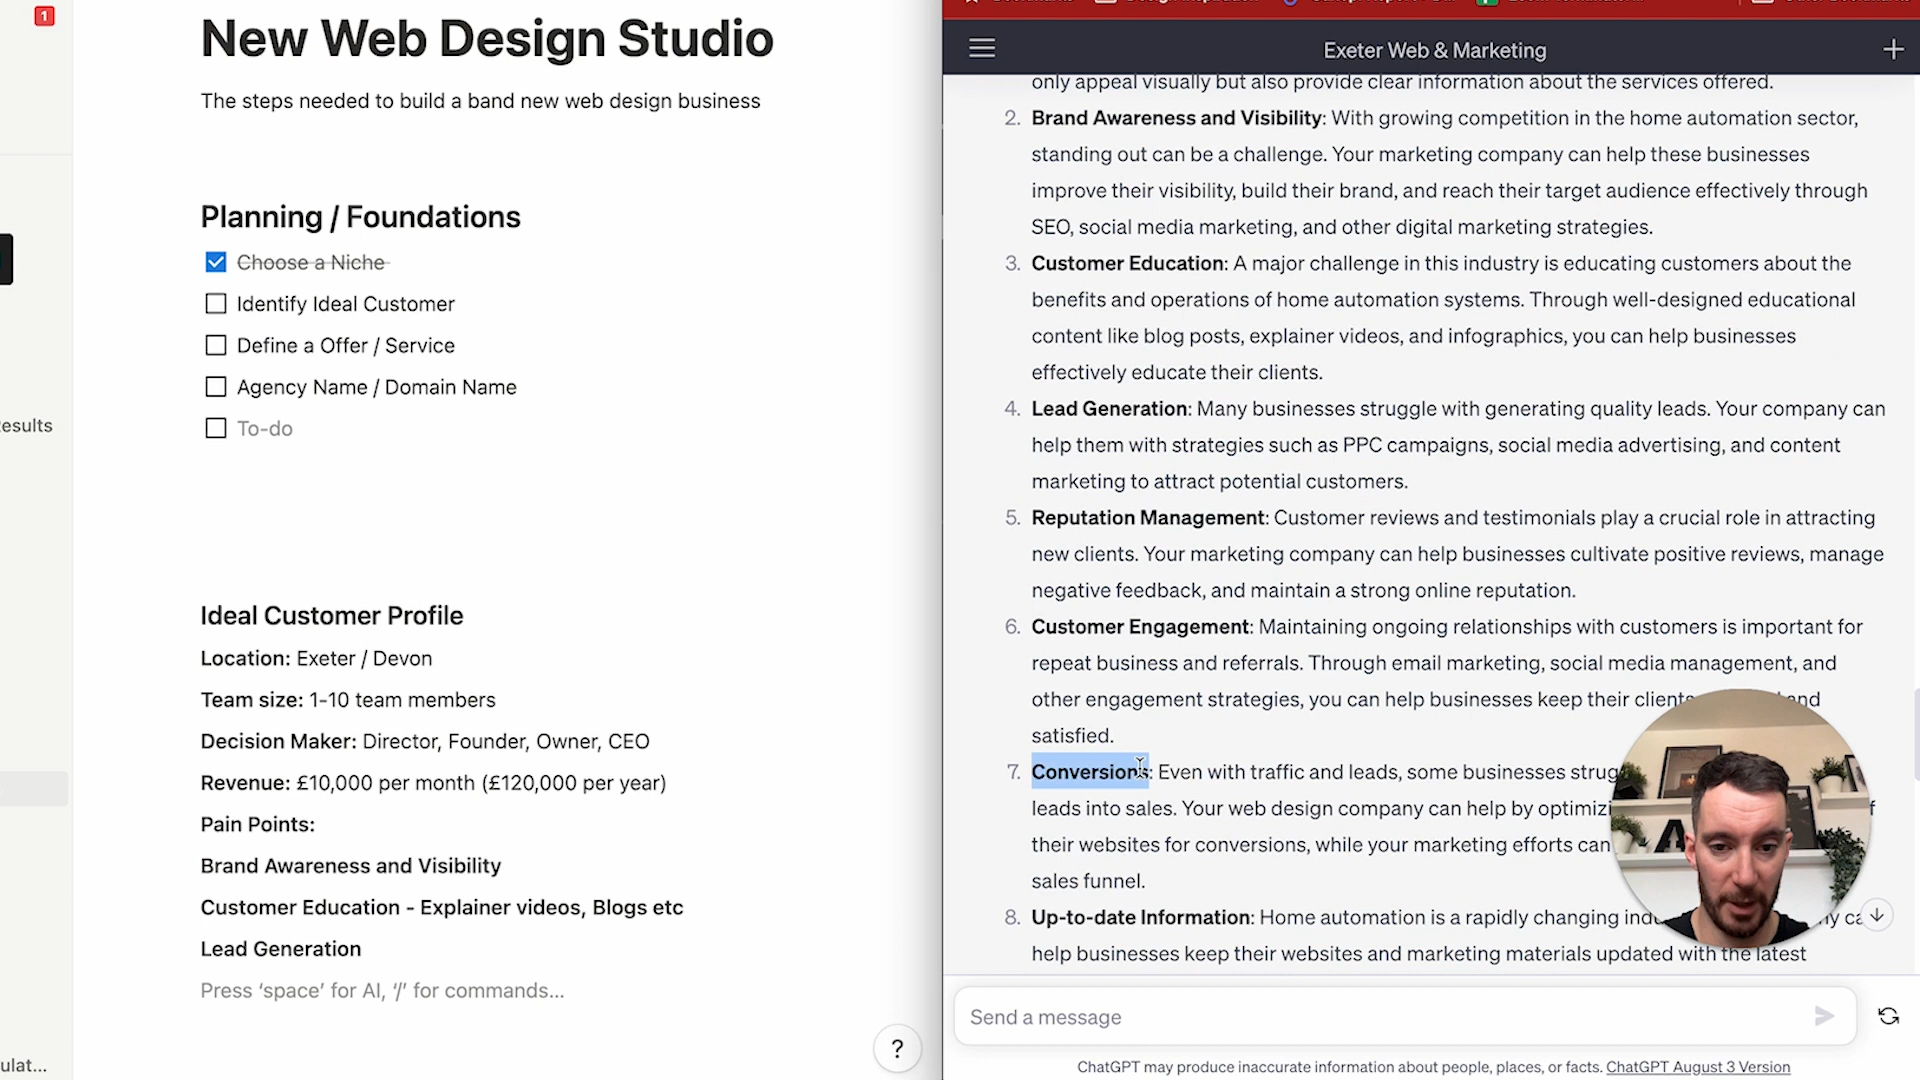 1
New Web Design Studio
The steps needed to build a band new web design business
Planning / Foundations
Choose a Niche
Identify Ideal Customer
Define a Offer / Service
Agency Name / Domain Name
To-do
esults
Ideal Customer Profile
Location: Exeter / Devon
Team size: 1-10 team members
Decision Maker: Director, Founder, Owner, CEO
Revenue: £10,000 per month (£120,000 per year)
Pain Points:
Brand Awareness and Visibility
Customer Education - Explainer videos, Blogs etc
Lead Generation
Press ‘space’ for AI, ‘/’ for commands...
ulat...
?
Exeter Web & Marketing
only appeal visually but also provide clear information about the services offered.
2. Brand Awareness and Visibility: With growing competition in the home automation sector,
standing out can be a challenge. Your marketing company can help these businesses
improve their visibility, build their brand, and reach their target audience effectively through
SEO, social media marketing, and other digital marketing strategies.
3. Customer Education: A major challenge in this industry is educating customers about the
benefits and operations of home automation systems. Through well-designed educational
content like blog posts, explainer videos, and infographics, you can help businesses
effectively educate their clients.
4. Lead Generation: Many businesses struggle with generating quality leads. Your company can
help them with strategies such as PPC campaigns, social media advertising, and content
marketing to attract potential customers.
5. Reputation Management: Customer reviews and testimonials play a crucial role in attracting
new clients. Your marketing company can help businesses cultivate positive reviews, manage
negative feedback, and maintain a strong online reputation.
6. Customer Engagement: Maintaining ongoing relationships with customers is important for
repeat business and referrals. Through email marketing, social media management, and
other engagement strategies, you can help businesses keep their clients nd
satisfied.
7. Conversions: Even with traffic and leads, some businesses strug
leads into sales. Your web design company can help by optimizi
their websites for conversions, while your marketing efforts can
sales funnel.
8. Up-to-date Information: Home automation is a rapidly changing ind
help businesses keep their websites and marketing materials updated with the latest
Send a message
ChatGPT may produce inaccurate information about people, places, or facts. ChatGPT August 3 Version